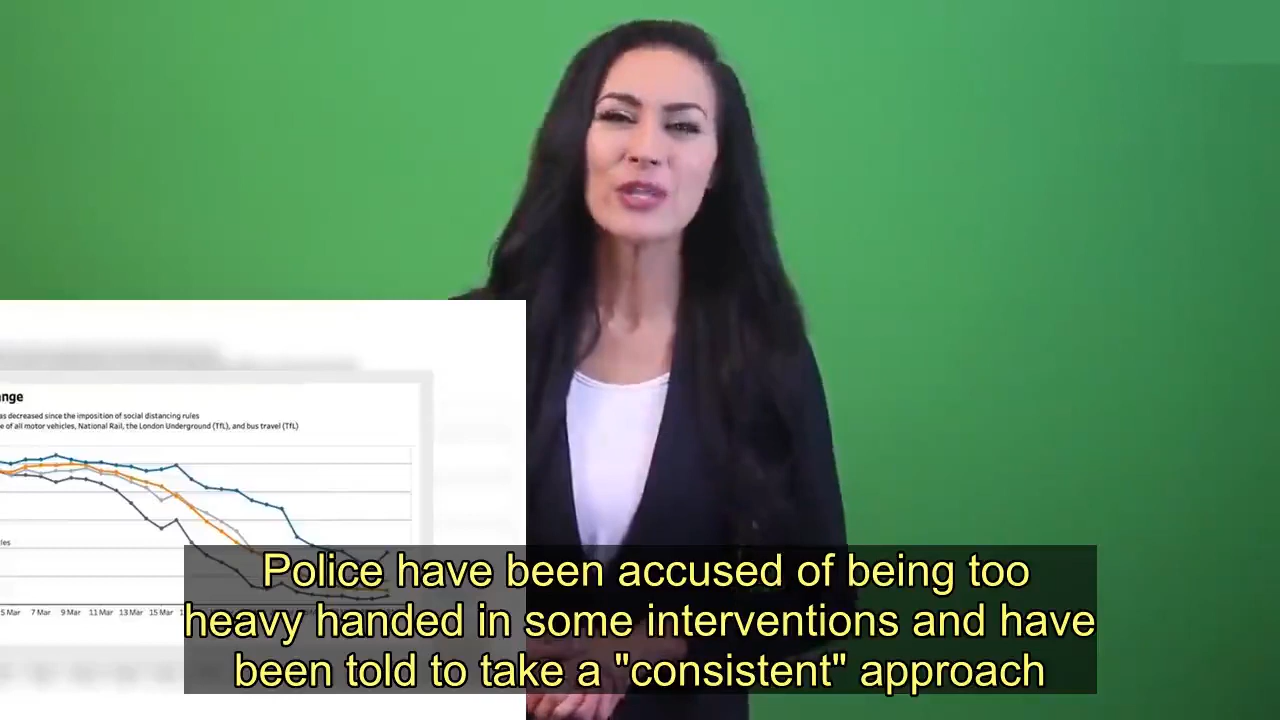 ange
as decreased since the imposition of social distancing rules
e of all motor vehicles, National Rail, the London Underground (TfL), and bus travel (TfL)
les
5 Mar 7 Mar 9 Mar 11 Mar 13 Mar 15 Mar
Police have been accused of being too
heavy handed in some interventions and have
been told to take a "consistent" approach